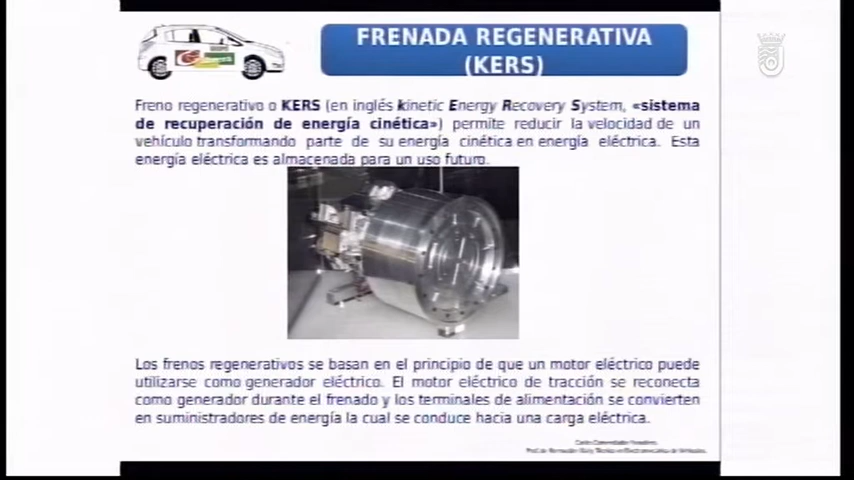 FRENADA REGENERATIVA
(KERS)
Freno regenerativo o KERS (en inglés kinetic Energy Recovery System, «sistema
de recuperación de energía cinética») permite reducir la velocidad de un
vehículo transformando parte de su energía cinética en energía eléctrica. Esta
energía eléctrica es almacenada para un uso futuro.
Los frenos regenerativos se basan en el principio de que un motor eléctrico puede
utilizarse como generador eléctrico. El motor eléctrico de tracción se reconecta
como generador durante el frenado y los terminales de alimentación se convierten
en suministradores de energía la cual se conduce hacia una carga eléctrica.